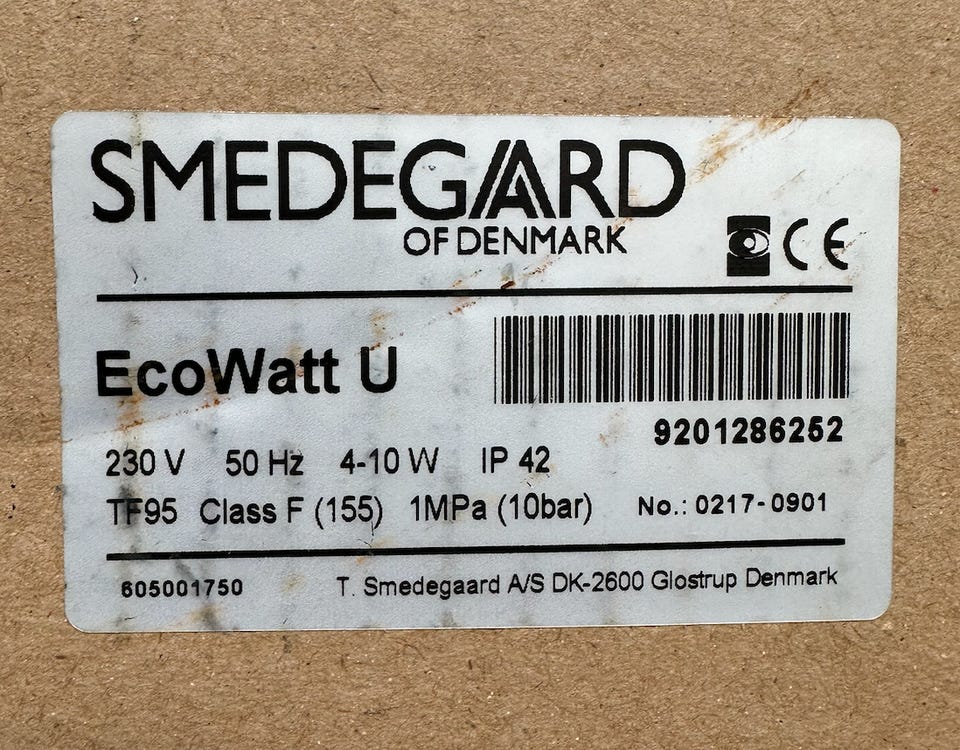 SMEDEGAARD
OF DENMARK
CE
EcoWatt U
9201286252
230 V 50 Hz 4-10 W IP 42
TF95 Class F (155) 1MPa (10bar) No.: 0217-0901
605001750 T. Smedegaard A/S DK-2600 Glostrup Denmark